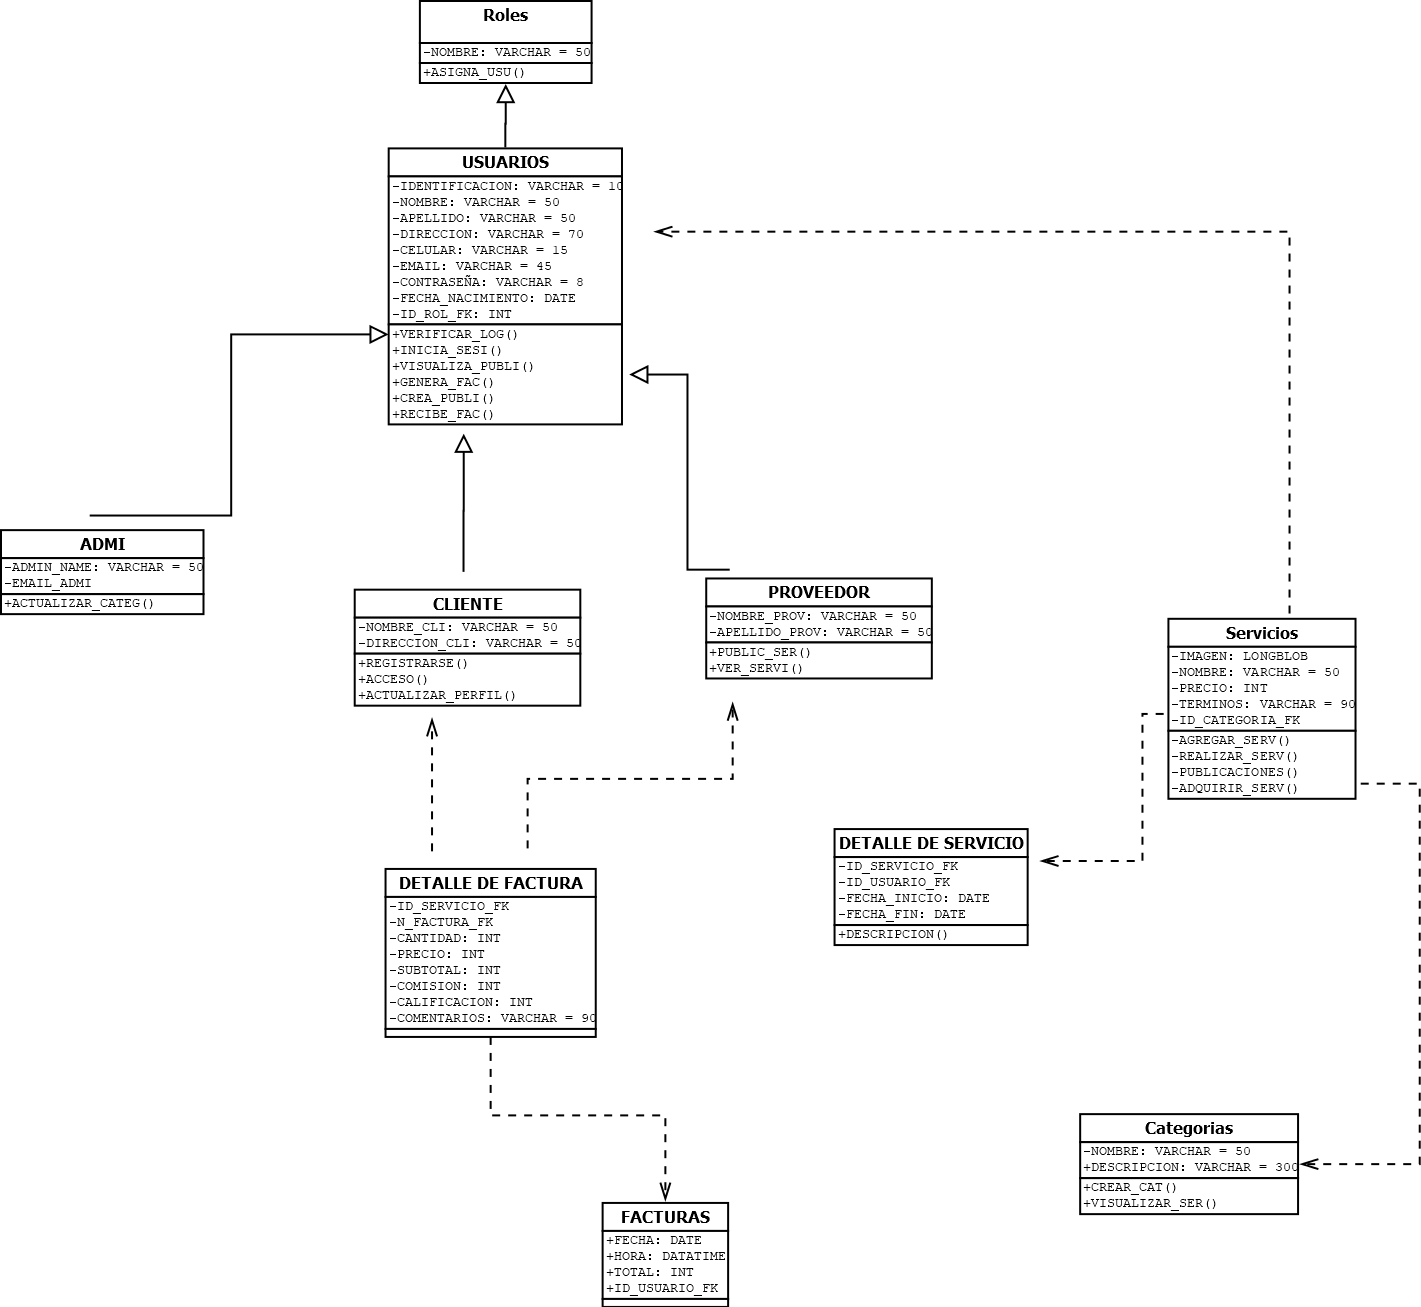 Roles
-NOMBRE: VARCHAR = 50
+ASIGNA_USU()
USUARIOS
-IDENTIFICACION: VARCHAR = 10
-NOMBRE: VARCHAR = 50
-APELLIDO: VARCHAR = 50
-DIRECCION: VARCHAR = 70
-CELULAR: VARCHAR = 15
-EMAIL: VARCHAR = 45
-CONTRASEÑA: VARCHAR = 8
-FECHA_NACIMIENTO: DATE
-ID_ROL_FK: INT
+VERIFICAR_LOG()
+INICIA_SESI()
+VISUALIZA_PUBLI()
+GENERA_FAC()
+CREA_PUBLI()
+RECIBE_FAC()
ADMI
-ADMIN_NAME: VARCHAR = 50
-EMAIL_ADMI
+ACTUALIZAR_CATEG()
CLIENTE
-NOMBRE_CLI: VARCHAR = 50
-DIRECCION_CLI: VARCHAR = 50
+REGISTRARSE()
+ACCESO()
+ACTUALIZAR_PERFIL()
PROVEEDOR
-NOMBRE_PROV: VARCHAR = 50
-APELLIDO_PROV: VARCHAR = 50
+PUBLIC_SER()
+VER_SERVI()
Servicios
-IMAGEN: LONGBLOB
-NOMBRE: VARCHAR = 50
-PRECIO: INT
-TERMINOS: VARCHAR = 90
-ID_CATEGORIA_FK
-AGREGAR_SERV()
-REALIZAR_SERV()
-PUBLICACIONES()
-ADQUIRIR_SERV()
DETALLE DE SERVICIO
-ID_SERVICIO_FK
-ID_USUARIO_FK
-FECHA_INICIO: DATE
-FECHA_FIN: DATE
+DESCRIPCION()
DETALLE DE FACTURA
-ID_SERVICIO_FK
-N_FACTURA_FK
-CANTIDAD: INT
-PRECIO: INT
-SUBTOTAL: INT
-COMISION: INT
-CALIFICACION: INT
-COMENTARIOS: VARCHAR = 90
Categorias
-NOMBRE: VARCHAR = 50
+DESCRIPCION: VARCHAR = 300
+CREAR_CAT()
+VISUALIZAR_SER()
FACTURAS
+FECHA: DATE
+HORA: DATATIME
+TOTAL: INT
+ID_USUARIO_FK